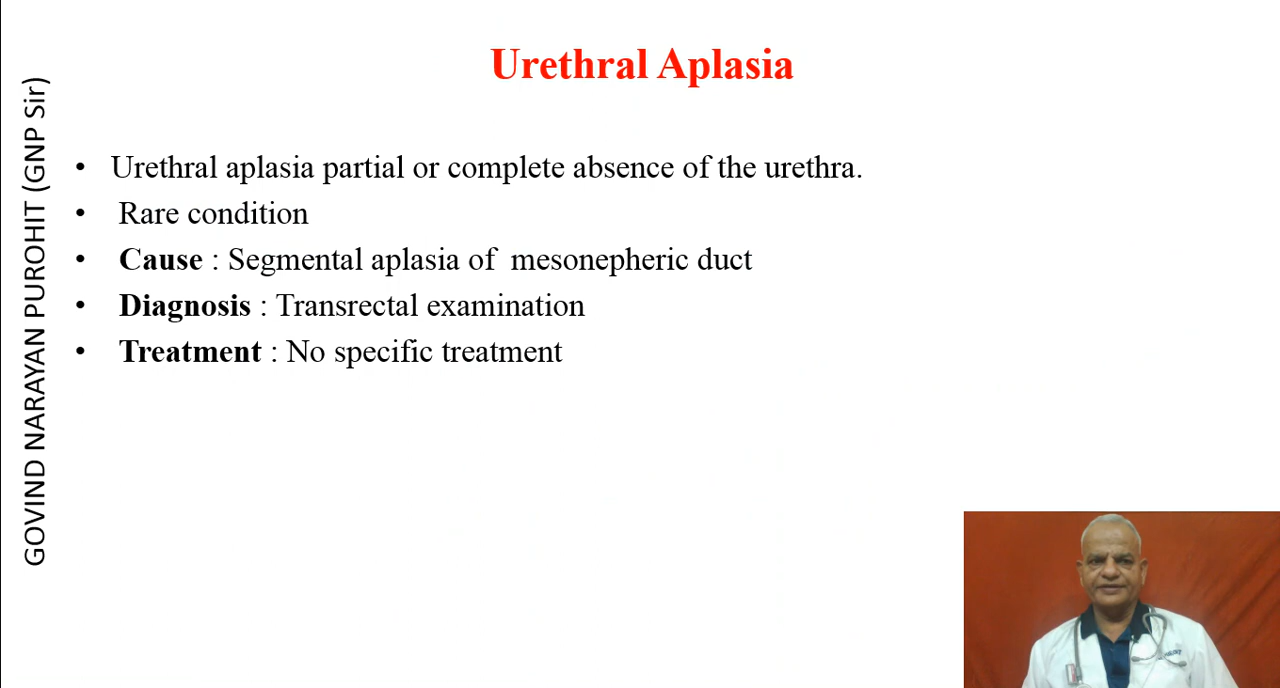 Urethral Aplasia
GOVIND NARAYAN PUROHIT (GNP Sir)
• Urethral aplasia partial or complete absence of the urethra.
• Rare condition
• Cause : Segmental aplasia of mesonepheric duct
• Diagnosis : Transrectal examination
• Treatment : No specific treatment